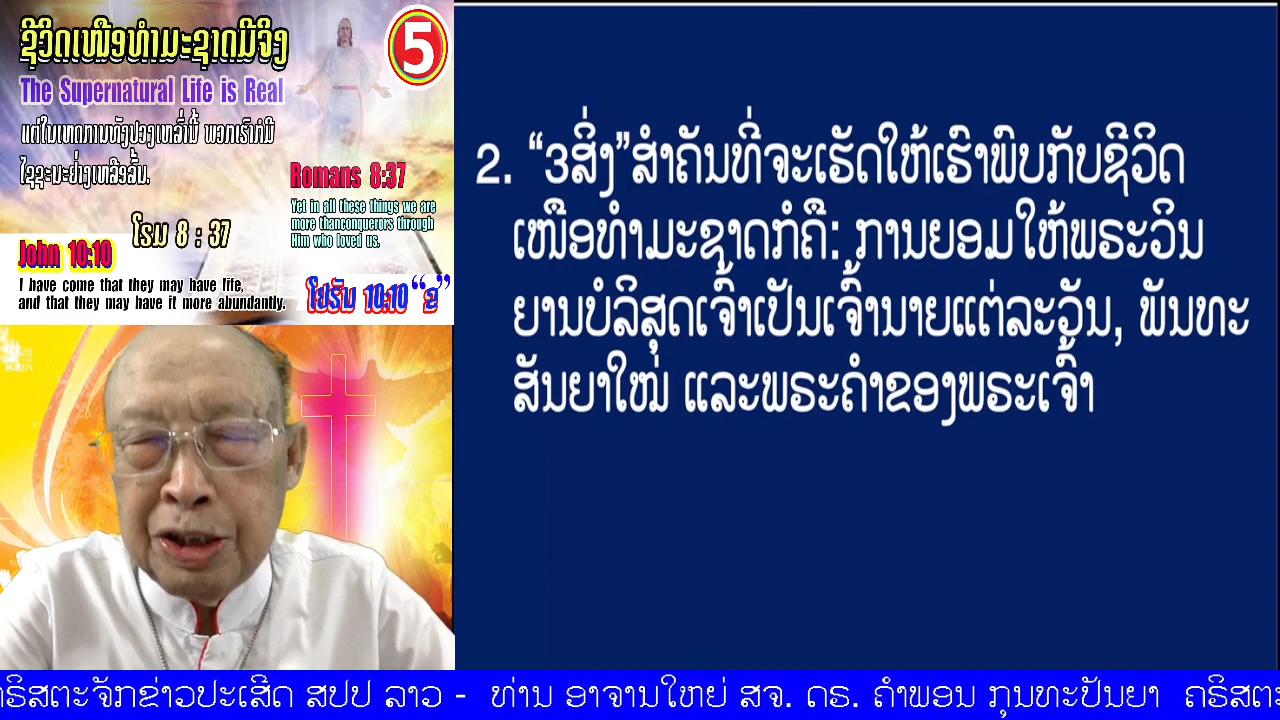 ຊີວິດເໜືອທຳມະຊາດມີຈິງ
The Supernatural Life is Real
ແຕ່ໃນເຫດການທັງປວງເຫລົ່ານີ້ ພວກເຮົາກໍມີ
ໄຊຊະນະຢ່າງເຫລືອລົ້ນ.
ໂຣມ 8 : 37
5
Romans 8:37
Yet in all these things we are
more thanconquerors through
Him who loved us.
John 10:10
I have come that they may have life,
and that they may have it more abundantly.
ໂຢຮັນ 10:10 “ຂ”
2. “3ສິ່ງ”ສຳຄັນທີ່ຈະເຮັດໃຫ້ເຮົາພົບກັບຊີວິດ
ເໜືອທຳມະຊາດກໍຄື: ການຍອມໃຫ້ພຣະວິນ
ຍານບໍລິສຸດເຈົ້າເປັນເຈົ້ານາຍແຕ່ລະວັນ, ພັນທະ
ສັນຍາໃໝ່ ແລະພຣະຄຳຂອງພຣະເຈົ້າ
ຄຣິສຕະຈັກຂ່າວປະເສີດ ສປປ ລາວ - ທ່ານ ອາຈານໃຫຍ່ ສຈ. ດຣ. ຄຳພອນ ກຸນທະປັນຍາ ຄຣິສຕະ